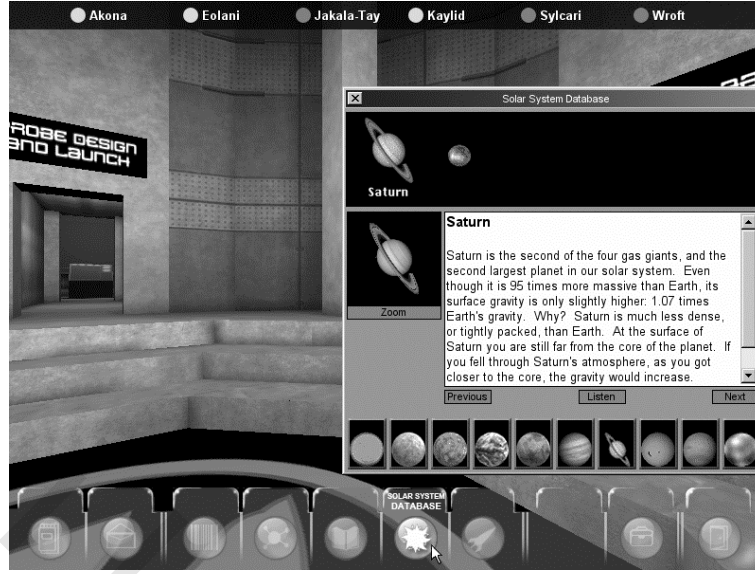 Akona Eolani Jakala-Tay Kaylid Sylcari Wroft
ROBE DESIGN
AND LAUNCH
Solar System Database
Saturn
Saturn
Saturn is the second of the four gas giants, and the
second largest planet in our solar system. Even
though it is 95 times more massive than Earth, its
surface gravity is only slightly higher: 1.07 times
Earth's gravity. Why? Saturn is much less dense,
or tightly packed, than Earth. At the surface of
Saturn you are still far from the core of the planet. If
you fell through Saturn's atmosphere, as you got
closer to the core, the gravity would increase.
Zoom
Previous Listen Next
SOLAR SYSTEM
DATABASE